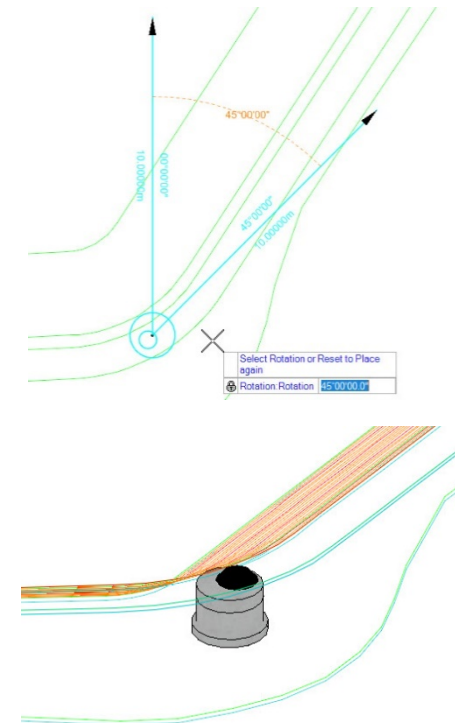 45°00'00"
00°00'00"
10.00000m
45°00'00"
10.00000m
Select Rotation or Reset to Place
again
Rotation:Rotation 45°00'00.0"